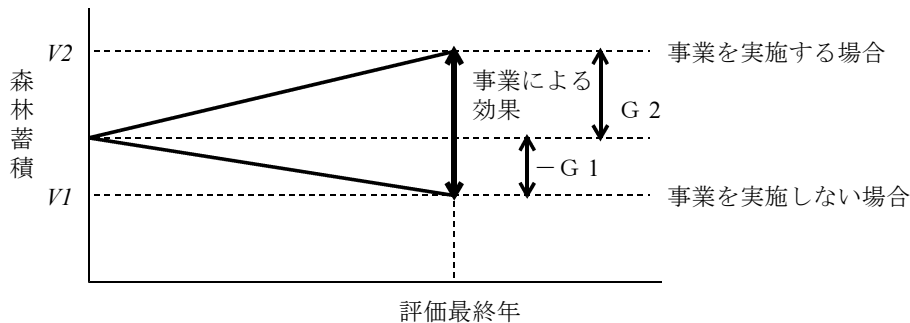 V2
事業を実施する場合
森林蓄積
事業による
効果
G 2
－G 1
V1
事業を実施しない場合
評価最終年